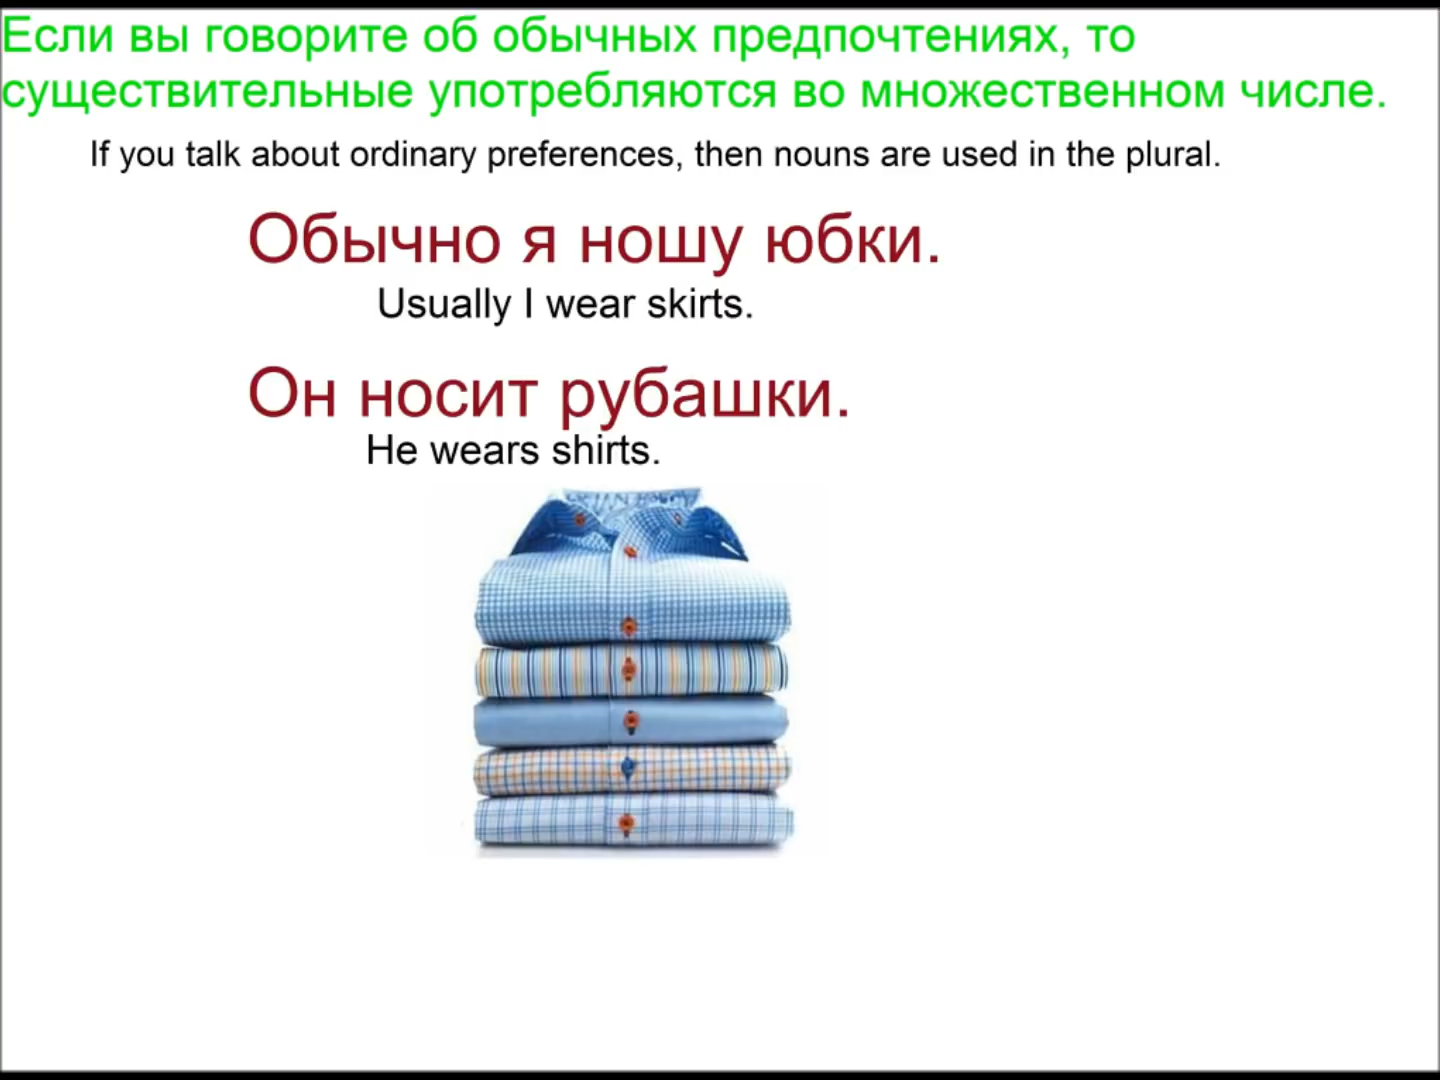 Если вы говорите об обычных предпочтениях, то
существительные употребляются во множественном числе.
If you talk about ordinary preferences, then nouns are used in the plural.
Обычно я ношу юбки.
Usually I wear skirts.
Он носит рубашки.
He wears shirts.